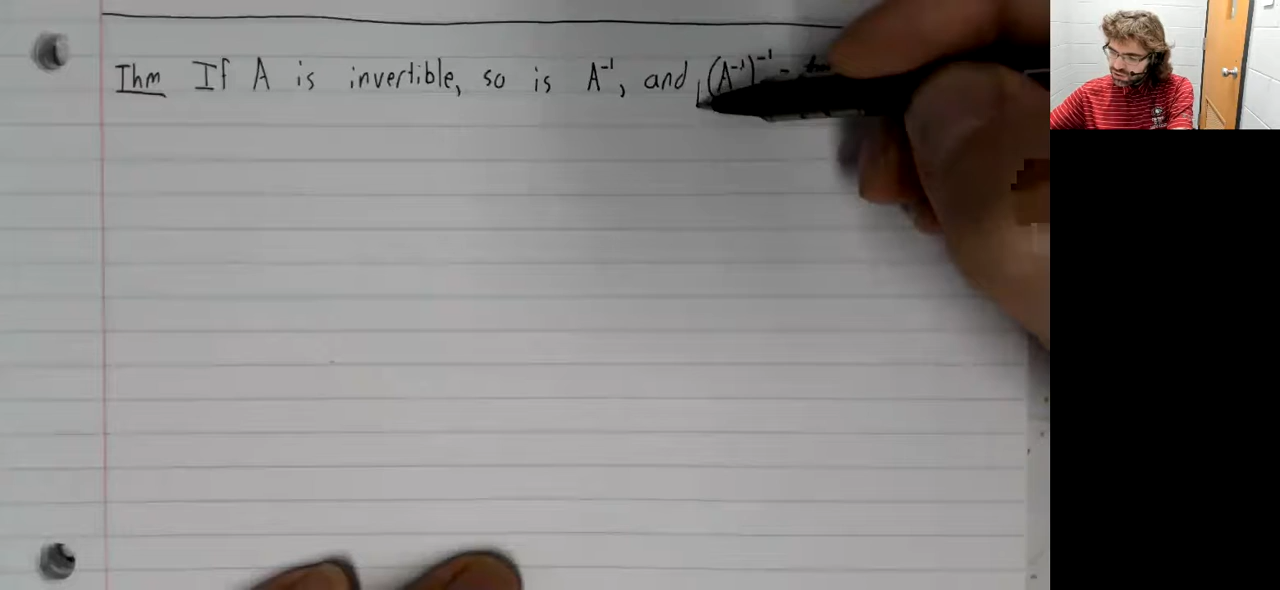 Thm If A is invertible, so is A⁻¹, and (A⁻¹)⁻¹ =